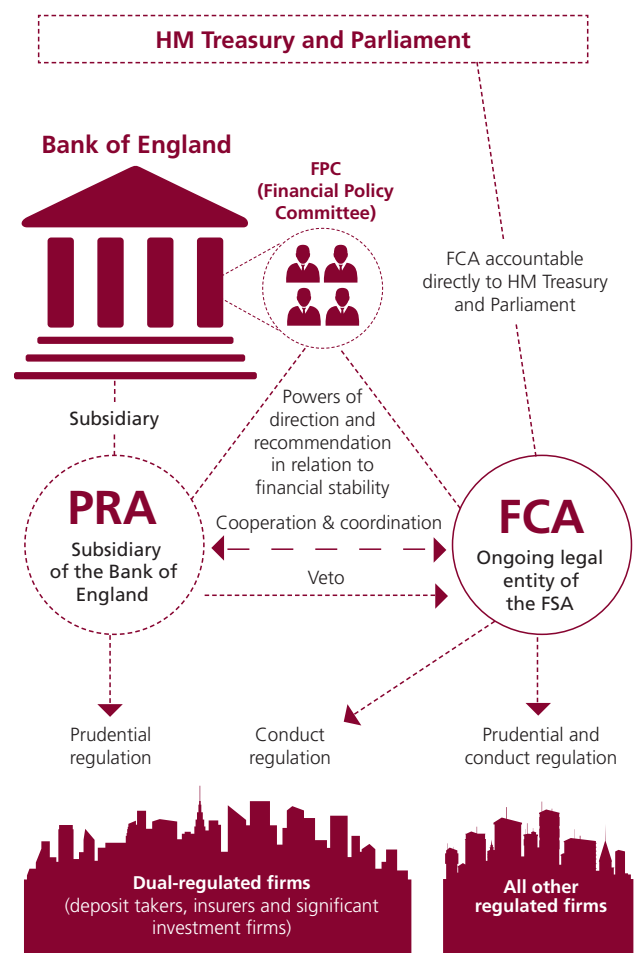 HM Treasury and Parliament
Bank of England
FPC
(Financial Policy
Committee)
FCA accountable
directly to HM Treasury
and Parliament
Subsidiary
Powers of
direction and
recommendation
in relation to
financial stability
PRA
Subsidiary
of the Bank of
England
Cooperation & coordination
Veto
FCA
Ongoing legal
entity of
the FSA
Prudential
regulation
Conduct
regulation
Prudential and
conduct regulation
Dual-regulated firms
(deposit takers, insurers and significant
investment firms)
All other
regulated firms